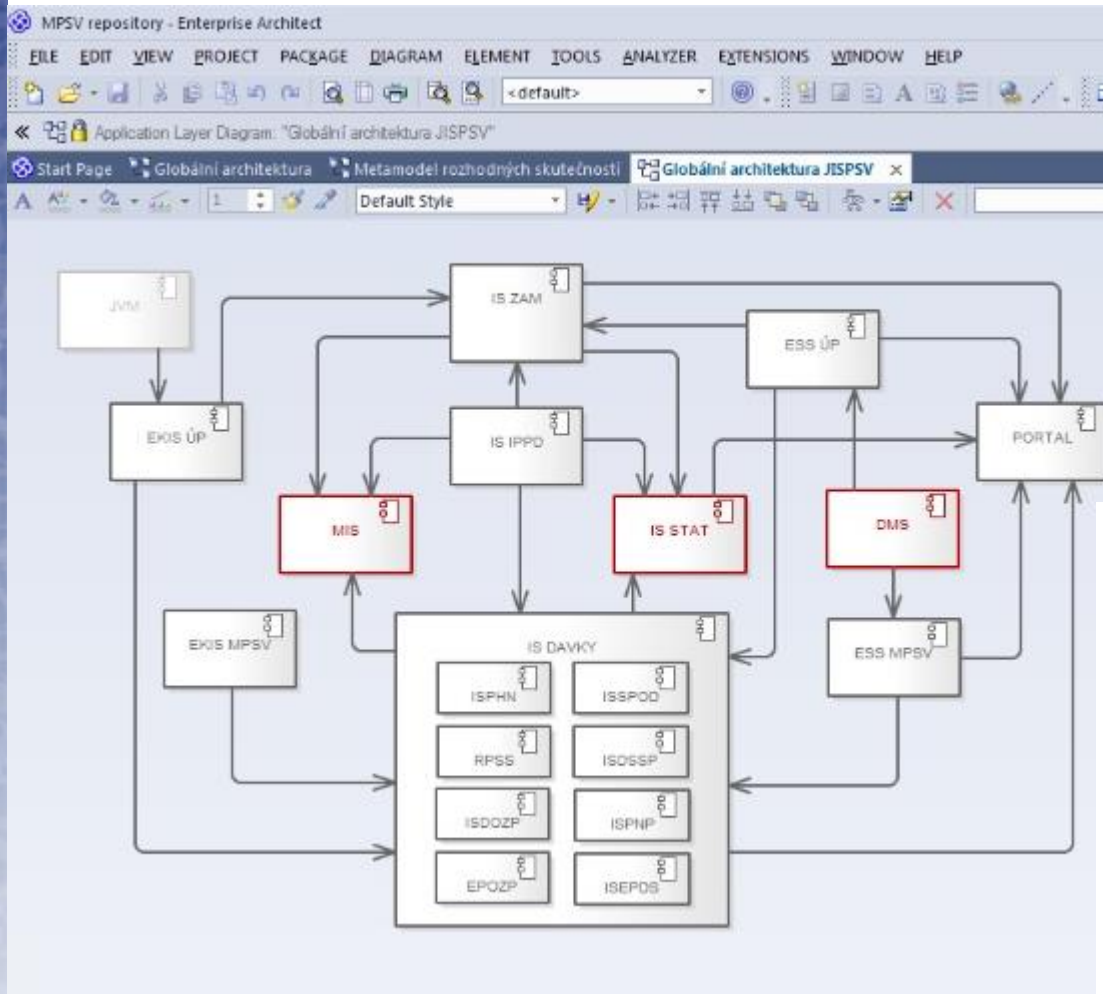 MPSV repository - Enterprise Architect
FILE EDIT VIEW PROJECT PACKAGE DIAGRAM ELEMENT TOOLS ANALYZER EXTENSIONS WINDOW HELP
<default>
Application Layer Diagram: "Globální architektura JISPSV"
Start Page Globální architektura Metamodel rozhodných skutečností Globální architektura JISPSV
A 1 Default Style
JVM
IS ZAM
ESS ÚP
EKIS ÚP
IS IPPD
PORTAL
MIS
IS STAT
DMS
EKIS MPSV
IS DAVKY
ESS MPSV
ISPHN
ISSPOD
RPSS
ISDSSP
ISDOZP
ISPNP
EPOZP
ISEPDS